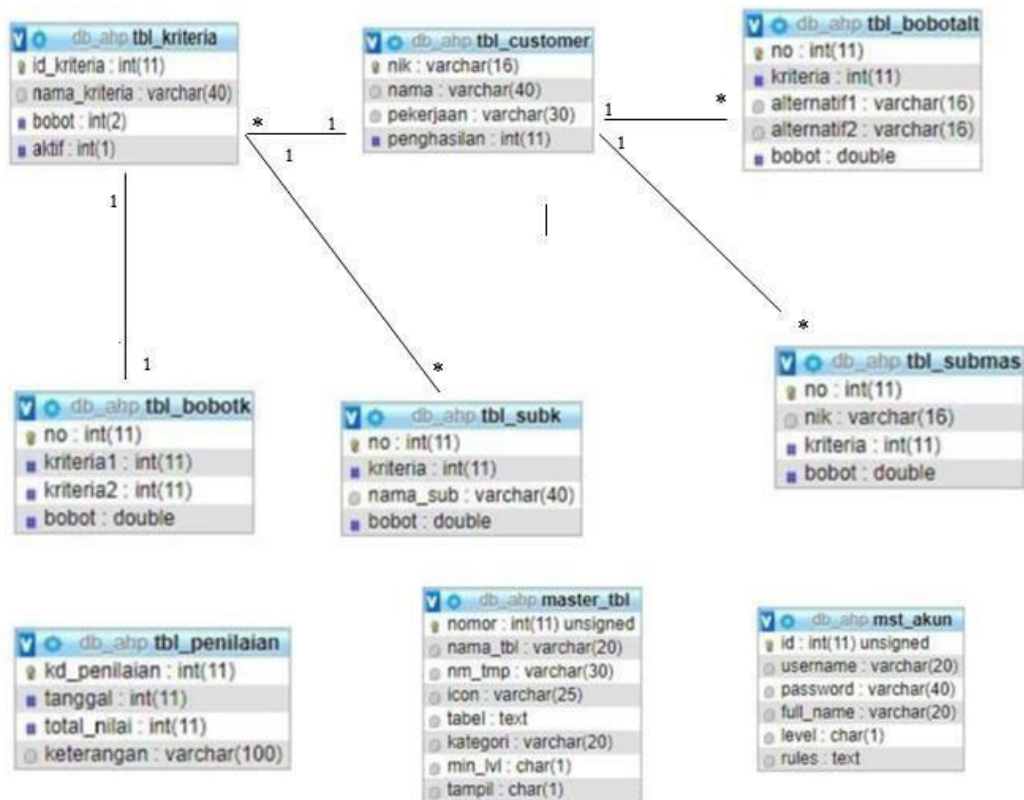 db_ahp tbl_kriteria
id_kriteria : int(11)
nama_kriteria : varchar(40)
bobot : int(2)
aktif : int(1)
db_ahp tbl_customer
nik : varchar(16)
nama : varchar(40)
pekerjaan : varchar(30)
penghasilan : int(11)
db_ahp tbl_bobotalt
no : int(11)
kriteria : int(11)
alternatif1 : varchar(16)
alternatif2 : varchar(16)
bobot : double
*
1
1
1
*
1
1
1
*
*
db_ahp tbl_bobotk
no : int(11)
kriteria1 : int(11)
kriteria2 : int(11)
bobot : double
db_ahp tbl_subk
no : int(11)
kriteria : int(11)
nama_sub : varchar(40)
bobot : double
db_ahp tbl_submas
no : int(11)
nik : varchar(16)
kriteria : int(11)
bobot : double
db_ahp tbl_penilaian
kd_penilaian : int(11)
tanggal : int(11)
total_nilai : int(11)
keterangan : varchar(100)
db_ahp master_tbl
nomor : int(11) unsigned
nama_tbl : varchar(20)
nm_tmp : varchar(30)
icon : varchar(25)
tabel : text
kategori : varchar(20)
min_lvl : char(1)
tampil : char(1)
db_ahp mst_akun
id : int(11) unsigned
username : varchar(20)
password : varchar(40)
full_name : varchar(20)
level : char(1)
rules : text